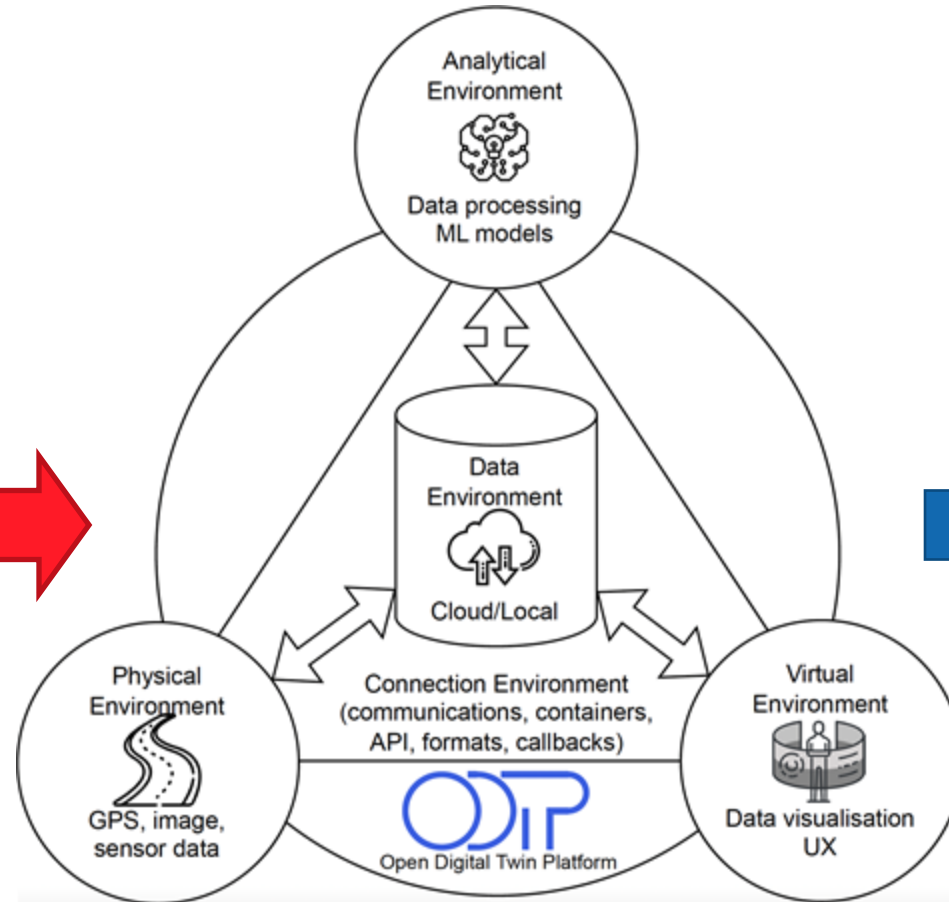 Analytical
Environment
Data processing
ML models
Data
Environment
Cloud/Local
Physical
Environment
GPS, image,
sensor data
Connection Environment
(communications, containers,
API, formats, callbacks)
Virtual
Environment
Data visualisation
UX
ODTP
Open Digital Twin Platform